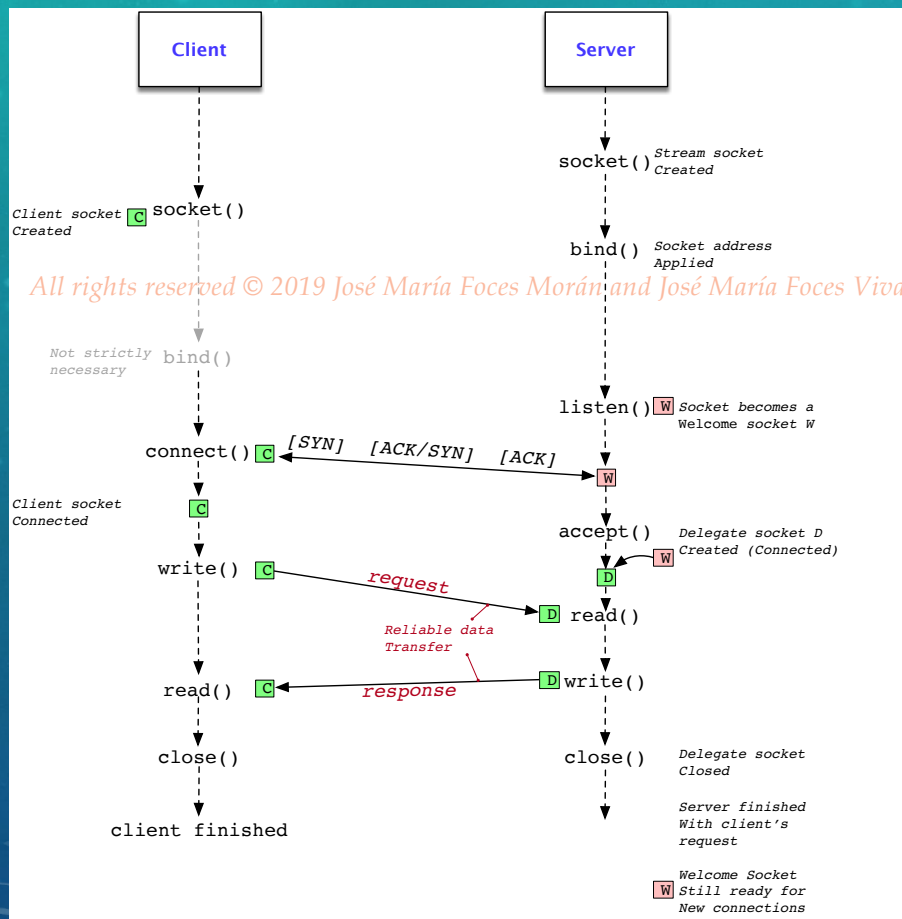 Client
Server
socket()
Stream socket
Created
Client socket
Created
C
socket()
bind()
Socket address
Applied
All rights reserved © 2019 José María Foces Morán and José María Foces Viva
Not strictly
necessary
bind()
listen()
W
Socket becomes a
Welcome socket W
connect()
C
[SYN] [ACK/SYN] [ACK]
W
Client socket
Connected
C
accept()
Delegate socket D
Created (Connected)
W
D
write()
C
request
D
read()
Reliable data
Transfer
read()
C
response
D
write()
close()
close()
Delegate socket
Closed
client finished
Server finished
With client's
request
W
Welcome Socket
Still ready for
New connections